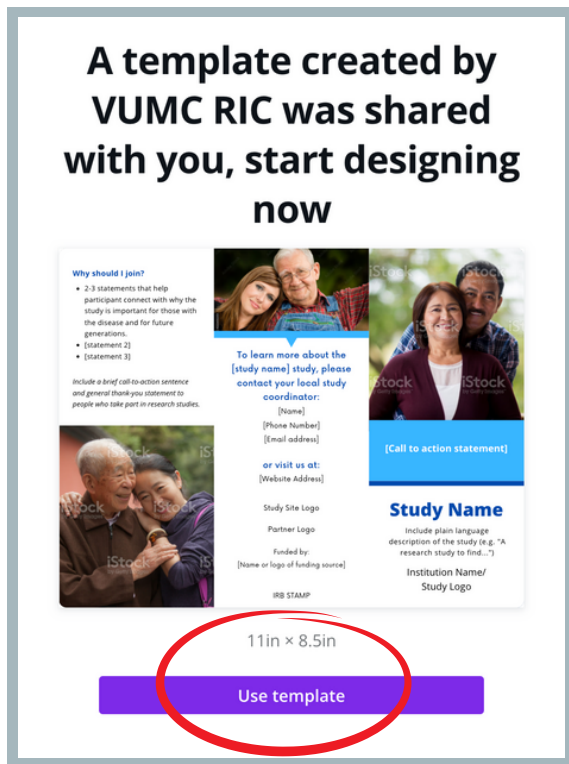 A template created by
VUMC RIC was shared
with you, start designing
now
Why should I join?
• 2-3 statements that help
participant connect with why the
study is important for those with
the disease and for future
generations.
• [statement 2]
• [statement 3]
Include a brief call-to-action sentence
and general thank-you statement to
people who take part in research studies.
iStock
iStock
To learn more about the
[study name] study, please
contact your local study
coordinator:
[Name]
[Phone Number]
[Email address]
or visit us at:
[Website Address]
Study Site Logo
Partner Logo
Funded by:
[Name or logo of funding source]
IRB STAMP
iStock
iStock
iStock
iStock
[Call to action statement]
Study Name
Include plain language
description of the study (e.g. "A
research study to find...")
Institution Name/
Study Logo
11in × 8.5in
Use template